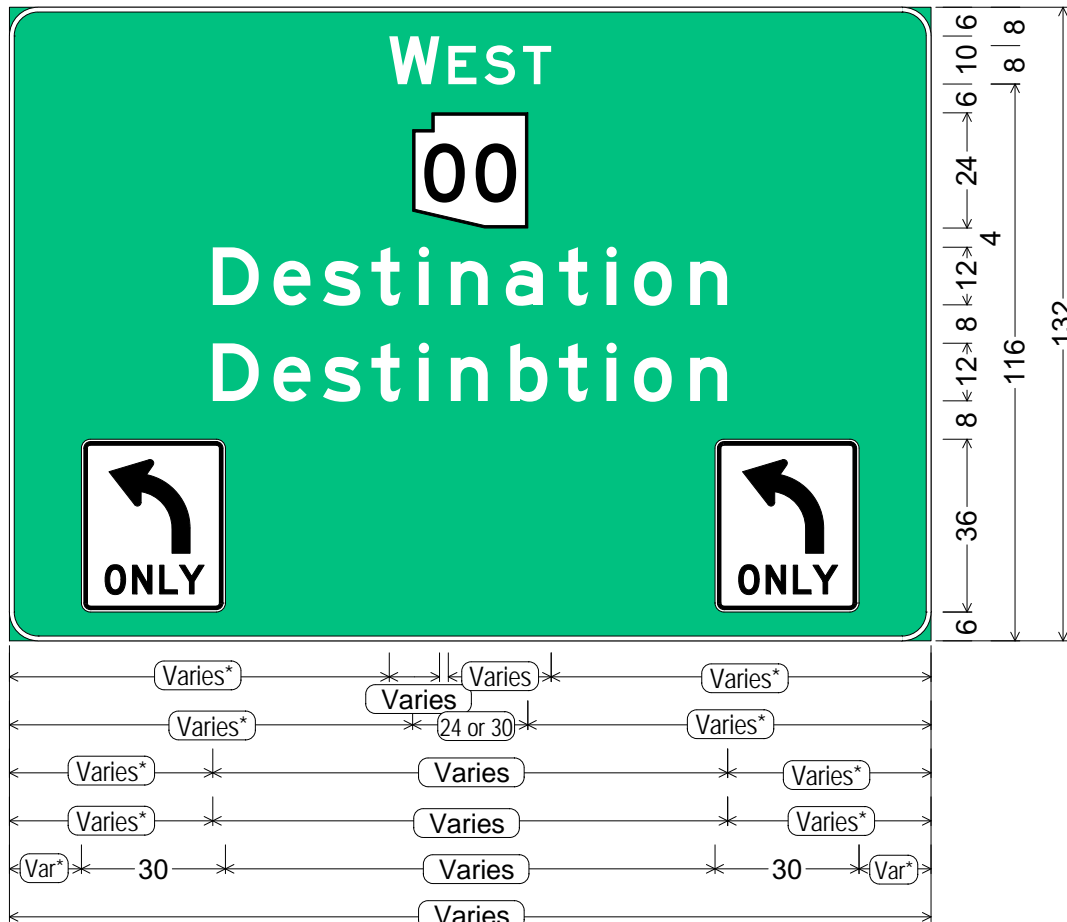 WEST
00
Destination
Destinbtion
ONLY ONLY
6 8
10 8
6
24
4
12
8
12
8
36
6
116
132
Varies* Varies Varies*
Varies
Varies* 24 or 30 Varies*
Varies* Varies Varies*
Varies* Varies Varies*
Var* 30 Varies 30 Var*
Varies